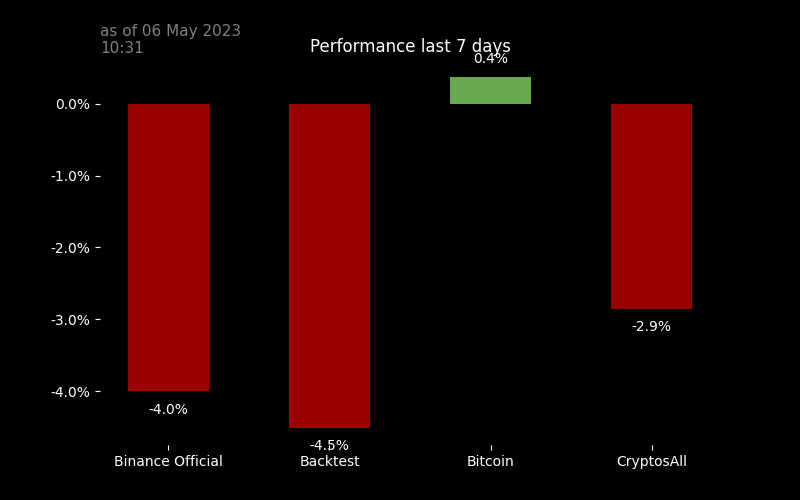 as of 06 May 2023
10:31
Performance last 7 days
0.4%
0.0%
-1.0%
-2.0%
-3.0%
-2.9%
-4.0%
-4.0%
-4.5%
Binance Official
Backtest
Bitcoin
CryptosAll